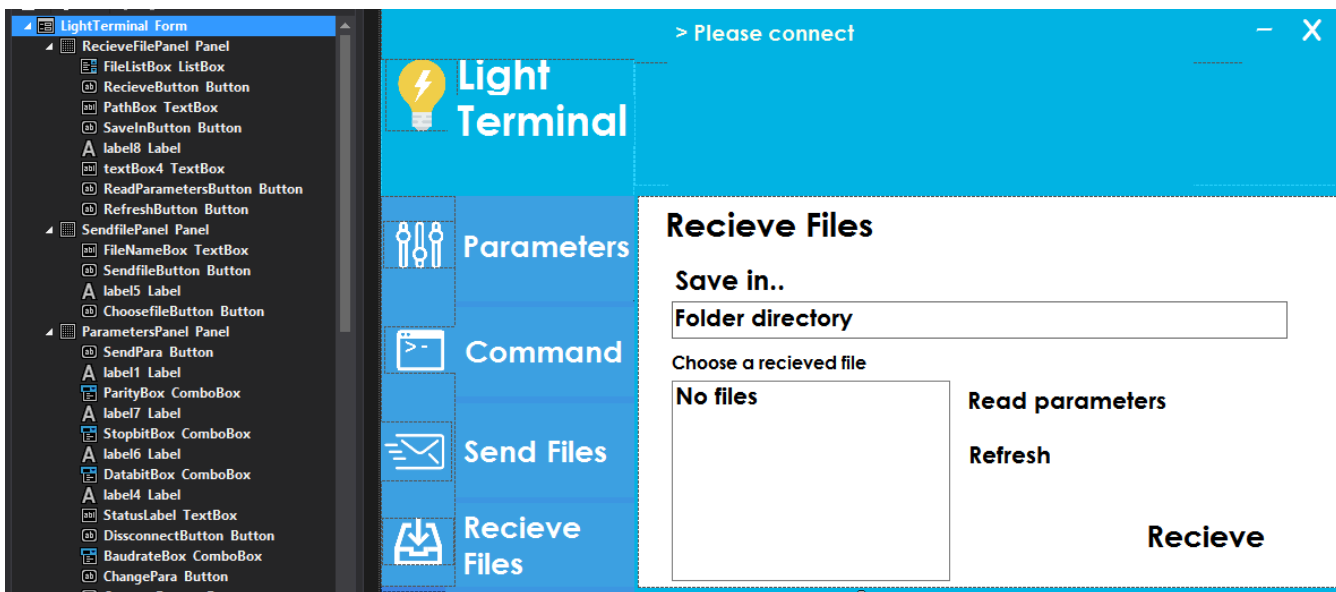 LightTerminal Form
RecieveFilePanel Panel
FileListBox ListBox
RecieveButton Button
PathBox TextBox
SaveInButton Button
label8 Label
textBox4 TextBox
ReadParametersButton Button
RefreshButton Button
SendfilePanel Panel
FileNameBox TextBox
SendfileButton Button
label5 Label
ChoosefileButton Button
ParametersPanel Panel
SendPara Button
label1 Label
ParityBox ComboBox
label7 Label
StopbitBox ComboBox
label6 Label
DatabitBox ComboBox
label4 Label
StatusLabel TextBox
DissconnectButton Button
BaudrateBox ComboBox
ChangePara Button
> Please connect
Light
Terminal
Parameters
Command
Send Files
Recieve
Files
Recieve Files
Save in..
Folder directory
Choose a recieved file
No files
Read parameters
Refresh
Recieve